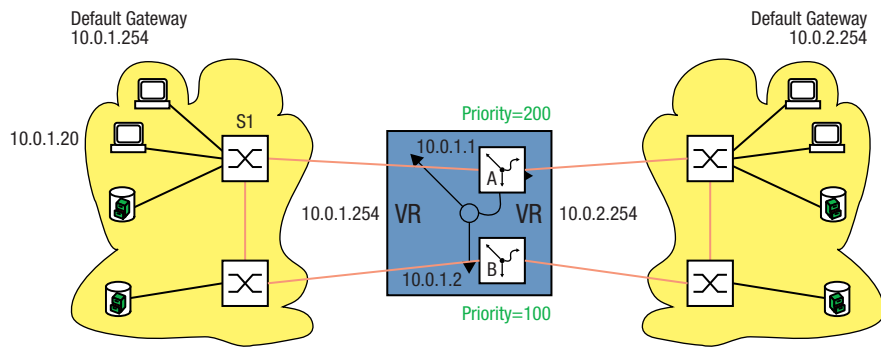 Default Gateway
10.0.1.254
Default Gateway
10.0.2.254
S1
Priority=200
10.0.1.20
10.0.1.1
A
10.0.1.254
VR
VR
10.0.2.254
B
10.0.1.2
Priority=100